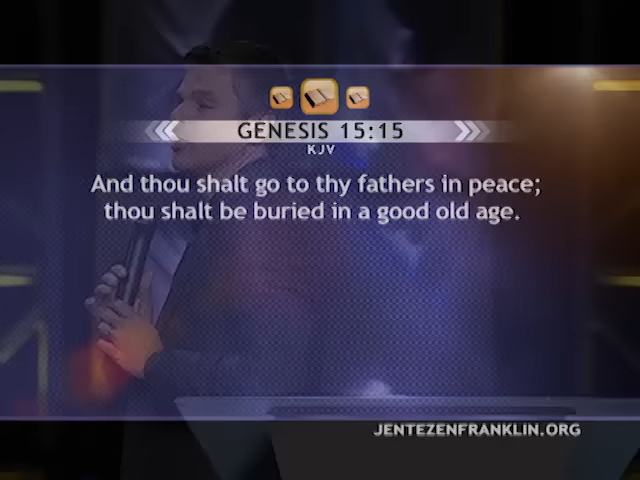 GENESIS 15:15
KJV
And thou shalt go to thy fathers in peace;
thou shalt be buried in a good old age.
JENTEZENFRANKLIN.ORG